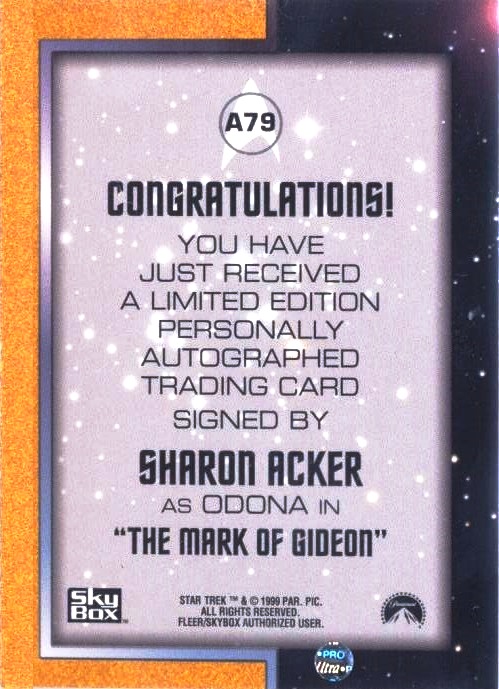 A79
CONGRATULATIONS!
YOU HAVE
JUST RECEIVED
A LIMITED EDITION
PERSONALLY
AUTOGRAPHED
TRADING CARD
SIGNED BY
SHARON ACKER
AS ODONA IN
"THE MARK OF GIDEON"
Sky
Box™
STAR TREK ™ & © 1999 PAR. PIC.
ALL RIGHTS RESERVED.
FLEER/SKYBOX AUTHORIZED USER.
Paramount
PRO
Ultra•P